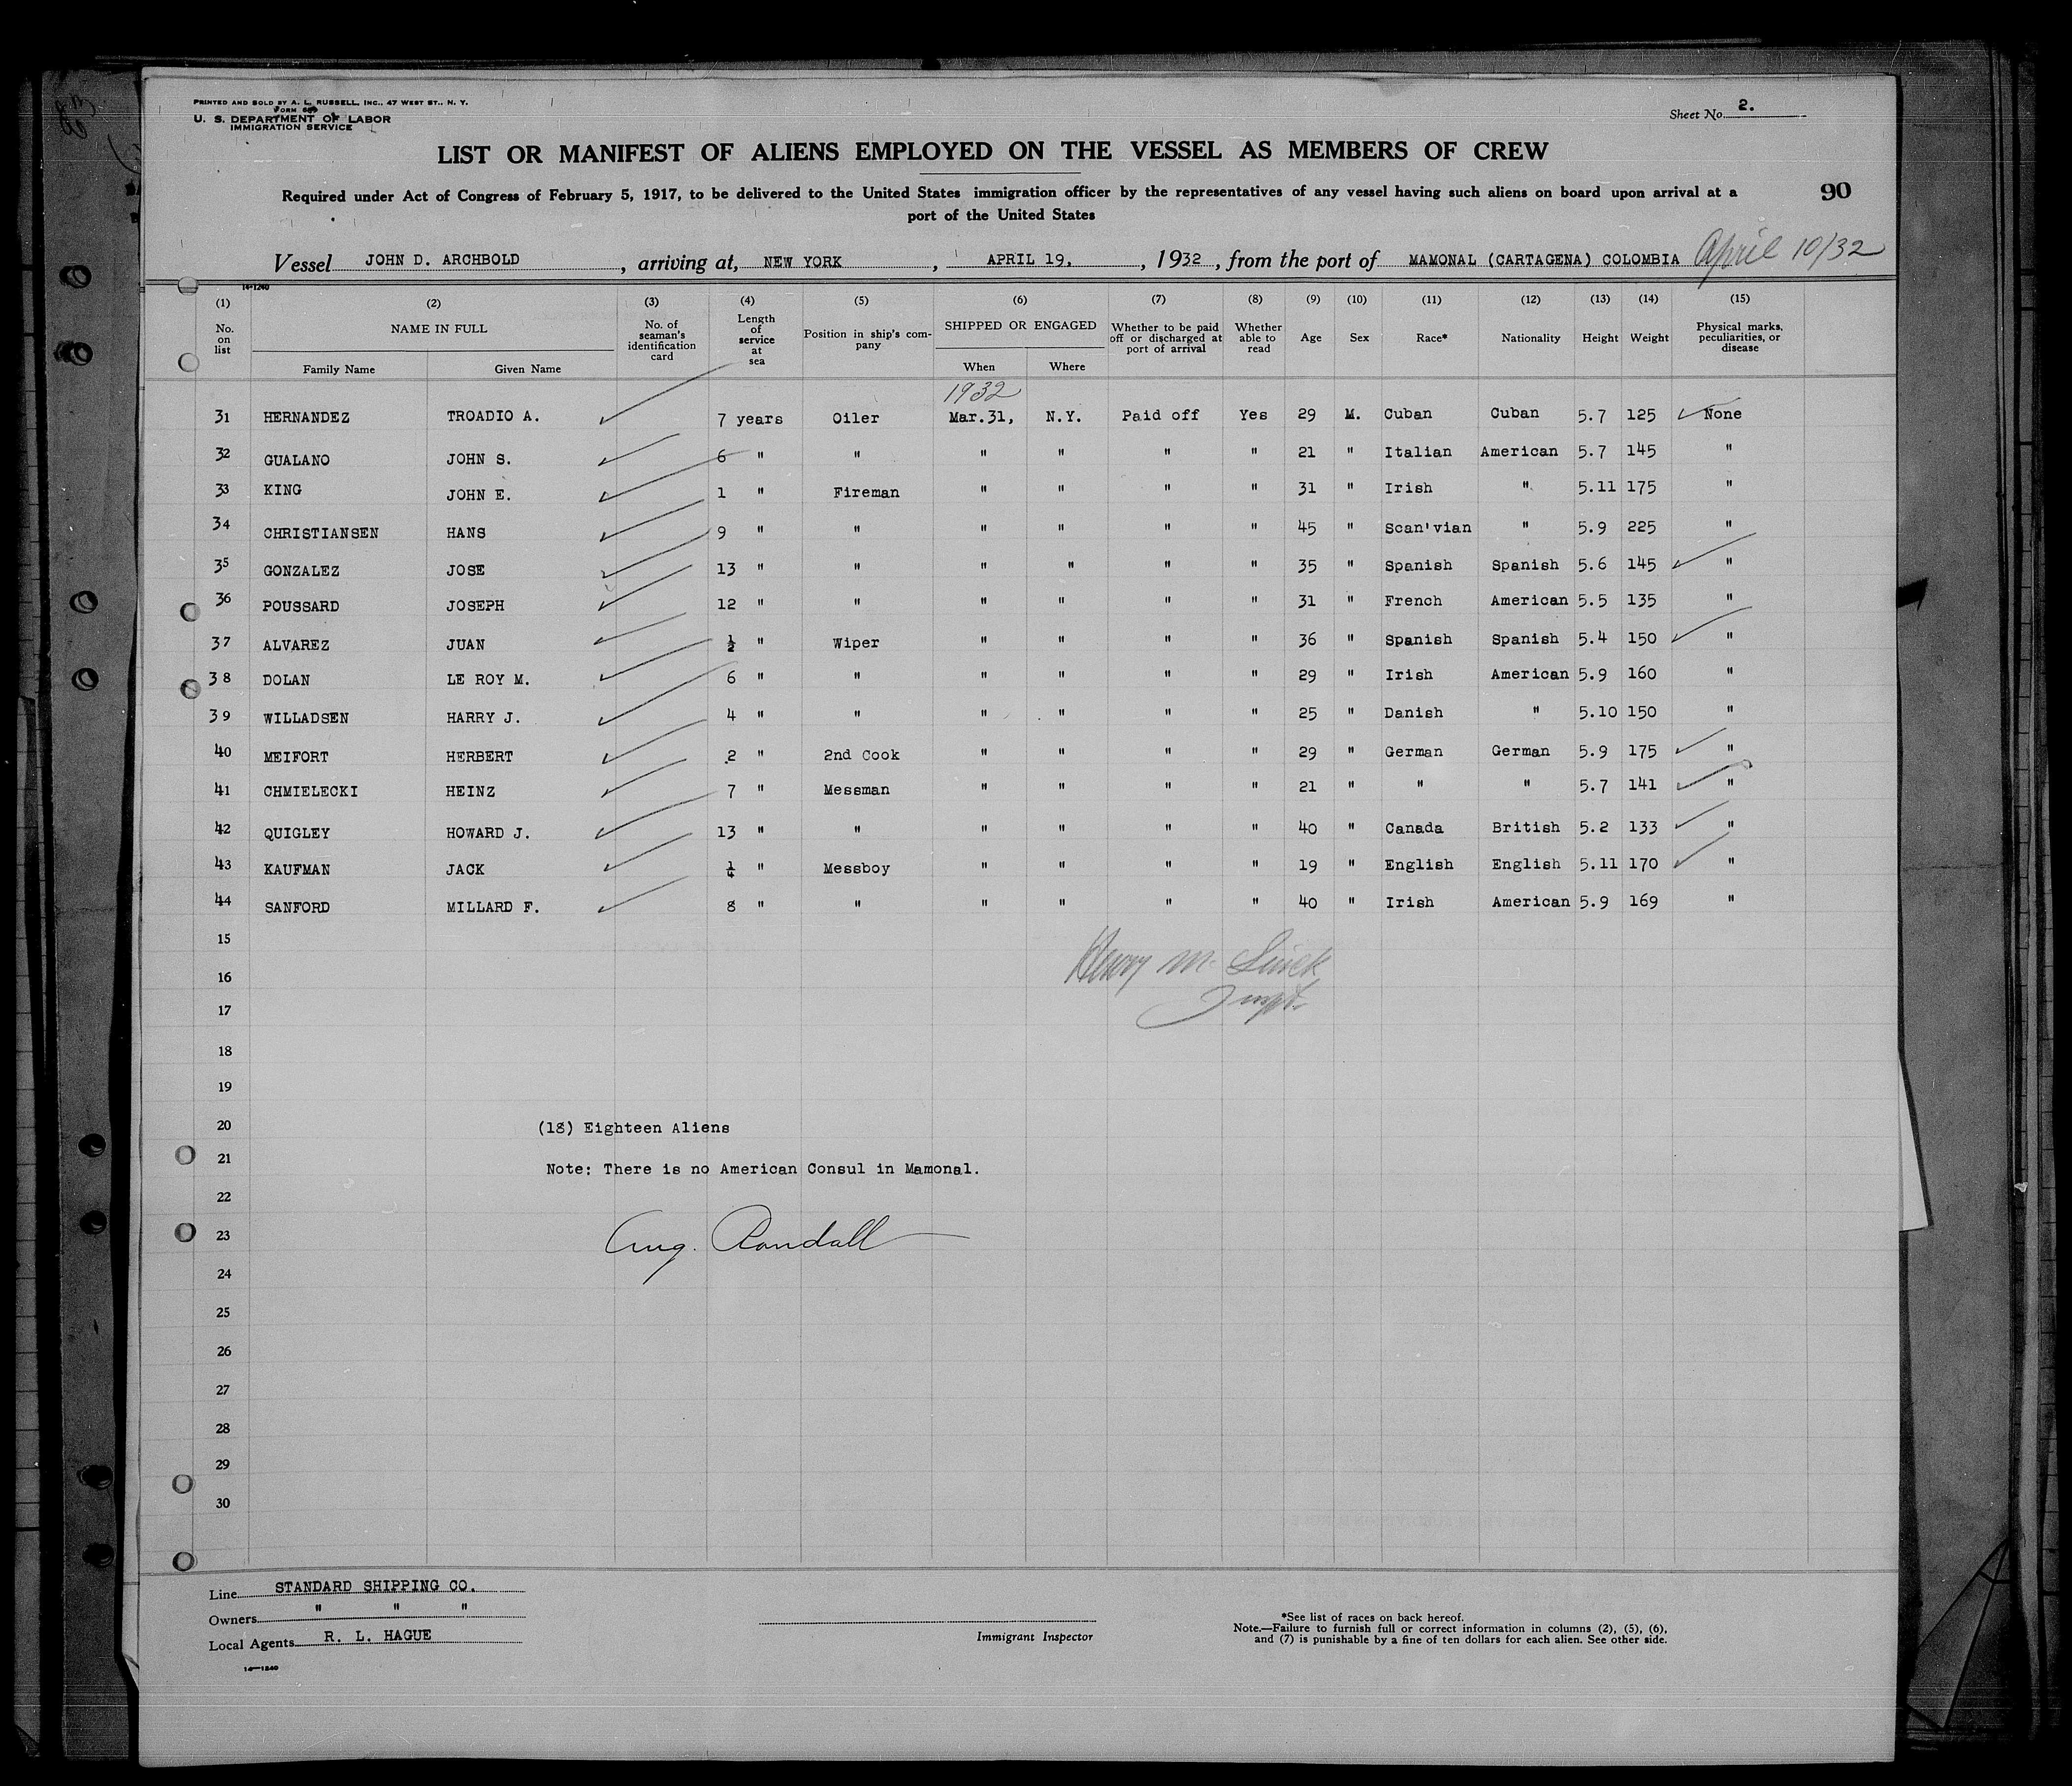 PRINTED AND SOLD BY A. L. RUSSELL, INC., 47 WEST ST., N. Y.
U. S. DEPARTMENT OF LABOR
IMMIGRATION SERVICE
Sheet No. 2.
LIST OR MANIFEST OF ALIENS EMPLOYED ON THE VESSEL AS MEMBERS OF CREW
Required under Act of Congress of February 5, 1917, to be delivered to the United States immigration officer by the representatives of any vessel having such aliens on board upon arrival at a
port of the United States
90
Vessel JOHN D. ARCHBOLD, arriving at, NEW YORK, APRIL 19, 1932, from the port of MAMONAL (CARTAGENA) COLOMBIA April 10/32
14-1240
(1) (2) (3) (4) (5) (6) (7) (8) (9) (10) (11) (12) (13) (14) (15)
No. on list NAME IN FULL No. of seaman's identification card Length of service at sea Position in ship's company SHIPPED OR ENGAGED Whether to be paid off or discharged at port of arrival Whether able to read Age Sex Race* Nationality Height Weight Physical marks, peculiarities, or disease
Family Name Given Name When Where
1932
31 HERNANDEZ TROADIO A. 7 years Oiler Mar.31, N.Y. Paid off Yes 29 M. Cuban Cuban 5.7 125 None
32 GUALANO JOHN S. 6 " " " " " " 21 " Italian American 5.7 145 "
33 KING JOHN E. 1 " Fireman " " " " 31 " Irish " 5.11 175 "
34 CHRISTIANSEN HANS 9 " " " " " " 45 " Scan'vian " 5.9 225 "
35 GONZALEZ JOSE 13 " " " " " " 35 " Spanish Spanish 5.6 145 "
36 POUSSARD JOSEPH 12 " " " " " " 31 " French American 5.5 135 "
37 ALVAREZ JUAN ½ " Wiper " " " " 36 " Spanish Spanish 5.4 150 "
38 DOLAN LE ROY M. 6 " " " " " " 29 " Irish American 5.9 160 "
39 WILLADSEN HARRY J. 4 " " " " " " 25 " Danish " 5.10 150 "
40 MEIFORT HERBERT 2 " 2nd Cook " " " " 29 " German German 5.9 175 "
41 CHMIELECKI HEINZ 7 " Messman " " " " 21 " " " 5.7 141 "
42 QUIGLEY HOWARD J. 13 " " " " " " 40 " Canada British 5.2 133 "
43 KAUFMAN JACK ¼ " Messboy " " " " 19 " English English 5.11 170 "
44 SANFORD MILLARD F. 8 " " " " " " 40 " Irish American 5.9 169 "
15
Henry M.
16
17
18
19
20 (18) Eighteen Aliens
21 Note: There is no American Consul in Mamonal.
22
23 Aug. Randall
24
25
26
27
28
29
30
Line STANDARD SHIPPING CO.
Owners " " "
Local Agents R. L. HAGUE
14-1240
Immigrant Inspector
*See list of races on back hereof.
Note.—Failure to furnish full or correct information in columns (2), (5), (6),
and (7) is punishable by a fine of ten dollars for each alien. See other side.